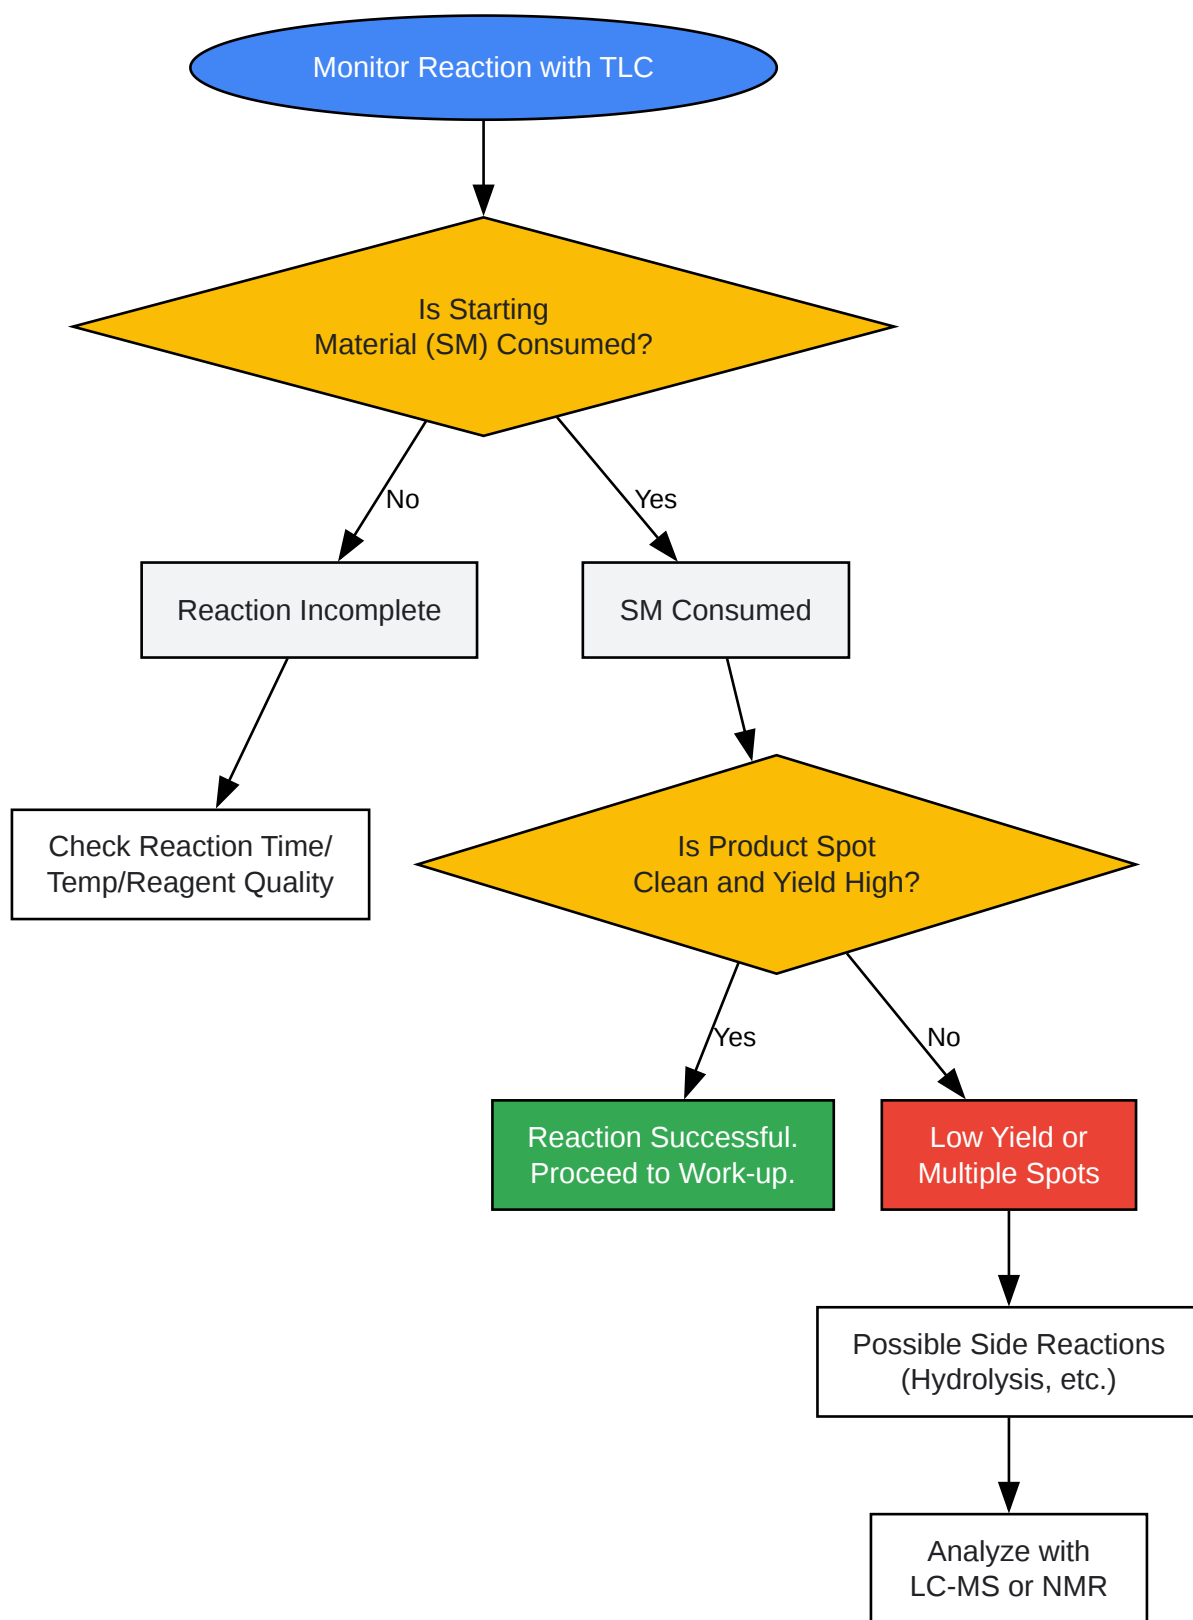 Monitor Reaction with TLC
Is Starting
Material (SM) Consumed?
No
Yes
Reaction Incomplete
SM Consumed
Check Reaction Time/
Temp/Reagent Quality
Is Product Spot
Clean and Yield High?
Yes
No
Reaction Successful.
Proceed to Work-up.
Low Yield or
Multiple Spots
Possible Side Reactions
(Hydrolysis, etc.)
Analyze with
LC-MS or NMR